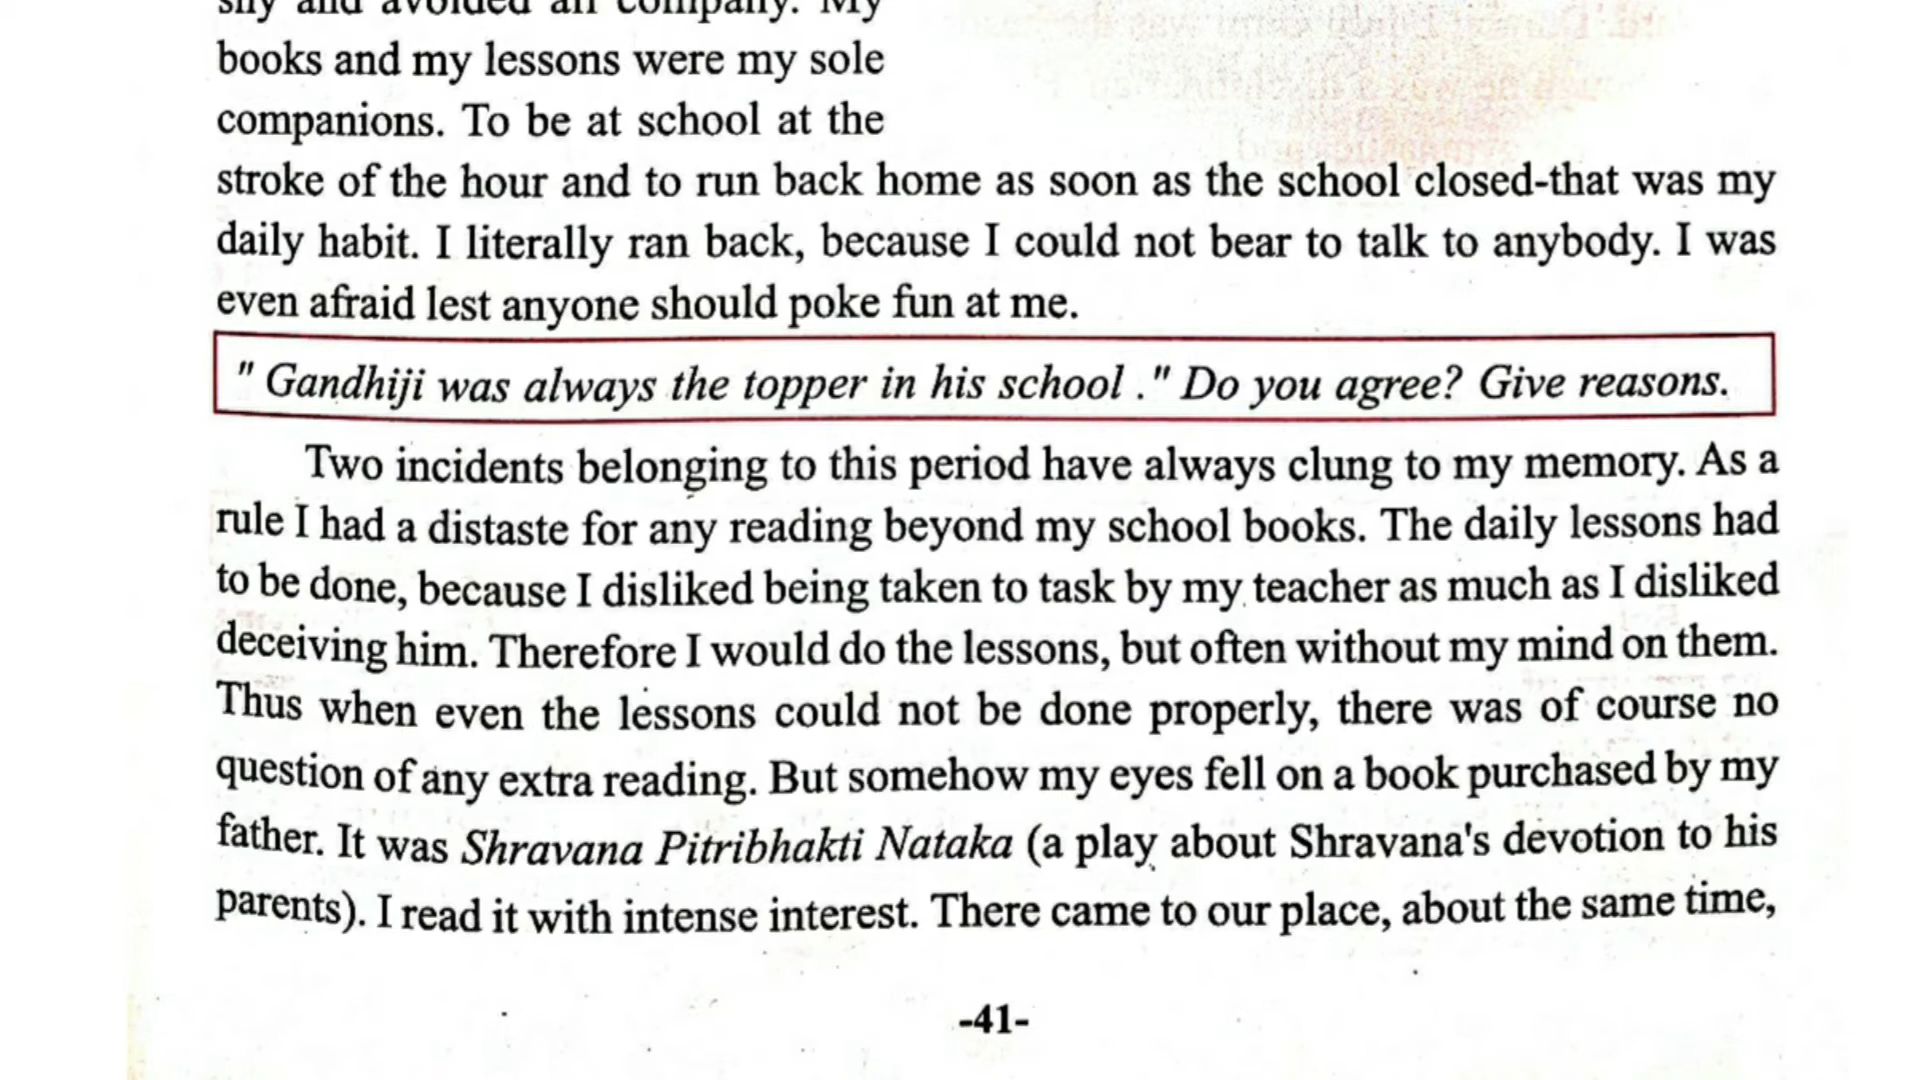 shy and avoided all company. My
books and my lessons were my sole
companions. To be at school at the
stroke of the hour and to run back home as soon as the school closed-that was my
daily habit. I literally ran back, because I could not bear to talk to anybody. I was
even afraid lest anyone should poke fun at me.
" Gandhiji was always the topper in his school ." Do you agree? Give reasons.
Two incidents belonging to this period have always clung to my memory. As a
rule I had a distaste for any reading beyond my school books. The daily lessons had
to be done, because I disliked being taken to task by my teacher as much as I disliked
deceiving him. Therefore I would do the lessons, but often without my mind on them.
Thus when even the lessons could not be done properly, there was of course no
question of any extra reading. But somehow my eyes fell on a book purchased by my
father. It was Shravana Pitribhakti Nataka (a play about Shravana's devotion to his
parents). I read it with intense interest. There came to our place, about the same time,
-41-